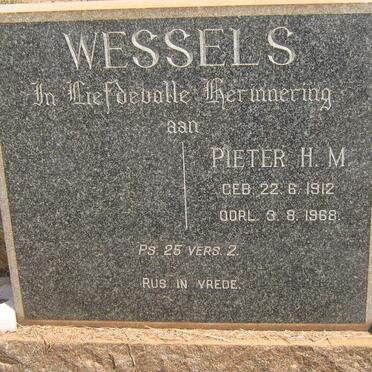 WESSELS
In Liefdevolle Herinnering
aan
PIETER H. M.
GEB. 22. 6. 1912
OORL. 3. 8. 1968.
PS. 25 VERS. 2.
RUS IN VREDE.